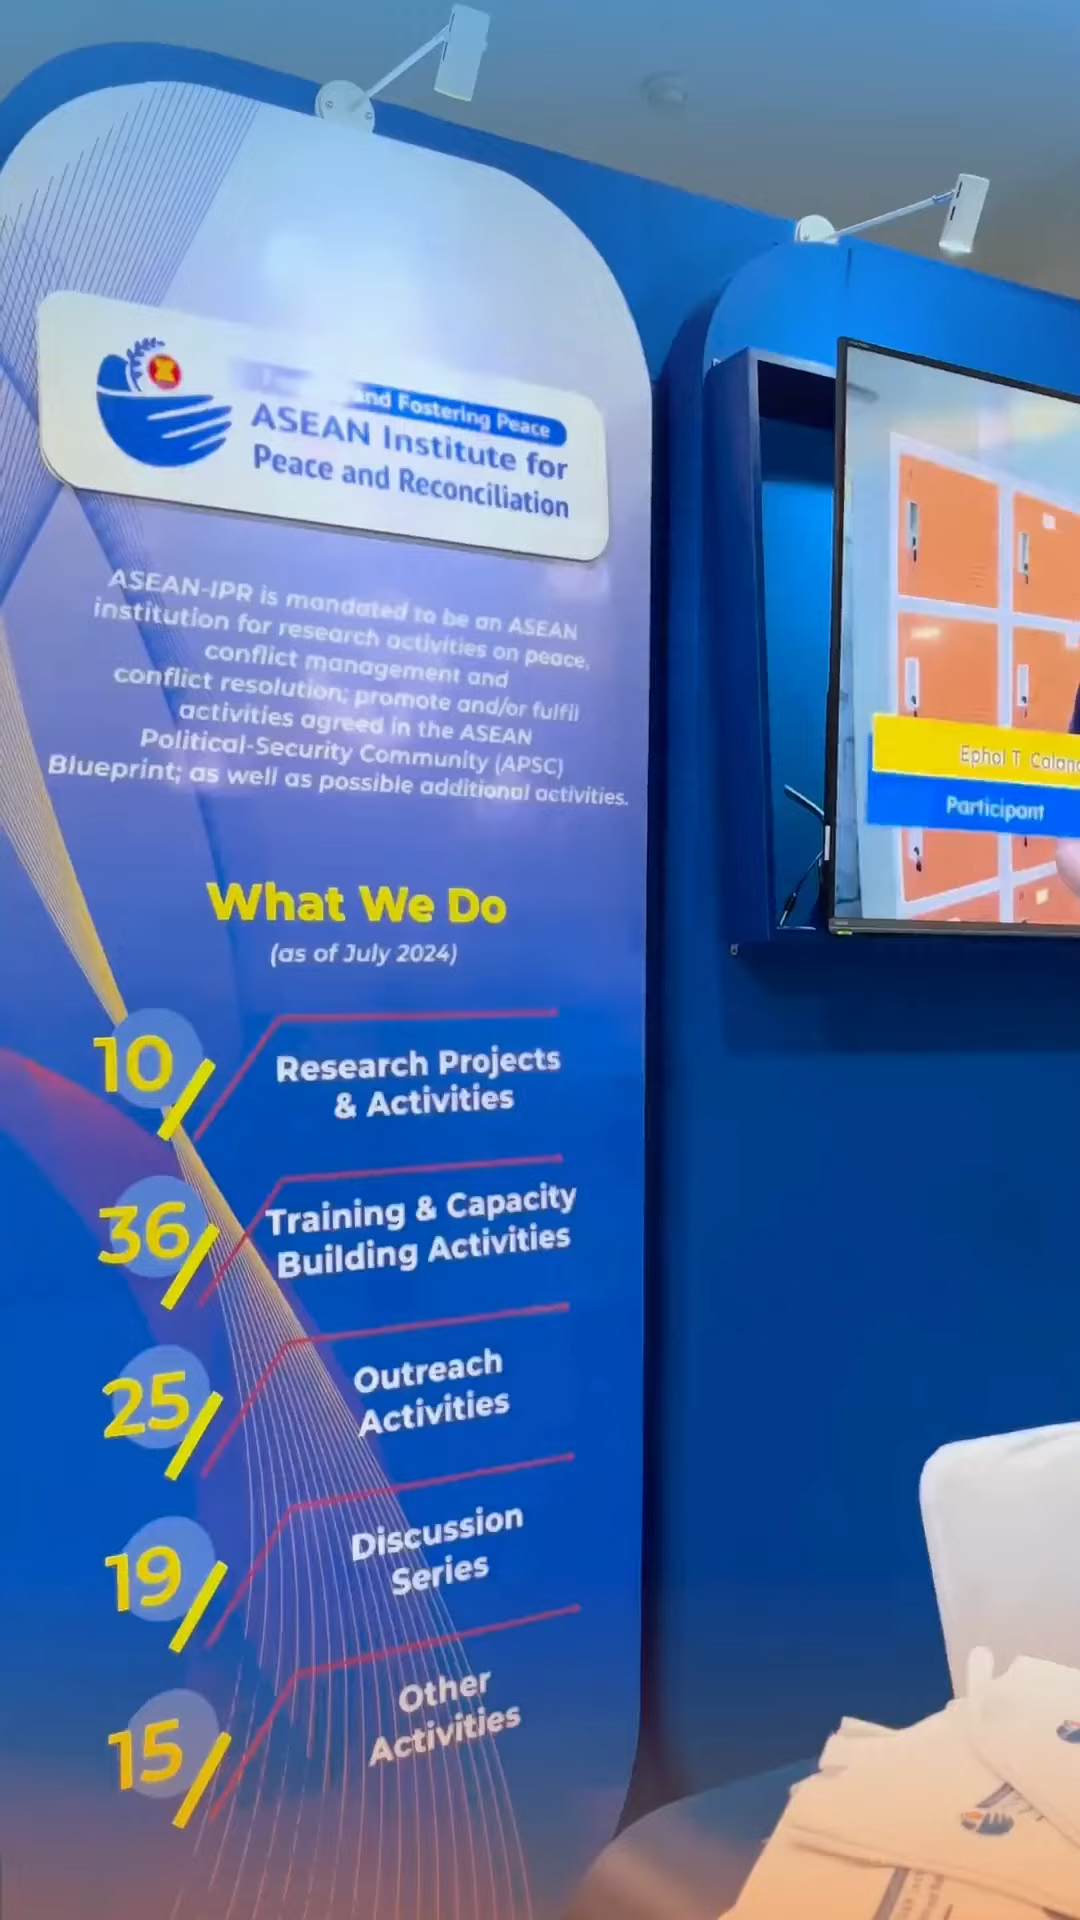 and Fostering Peace
ASEAN Institute for
Peace and Reconciliation
ASEAN-IPR is mandated to be an ASEAN
institution for research activities on peace,
conflict management and
conflict resolution; promote and/or fulfil
activities agreed in the ASEAN
Political-Security Community (APSC)
Blueprint; as well as possible additional activities.
What We Do
(as of July 2024)
10
Research Projects
& Activities
36
Training & Capacity
Building Activities
25
Outreach
Activities
19
Discussion
Series
15
Other
Activities
Ephol T
Participant